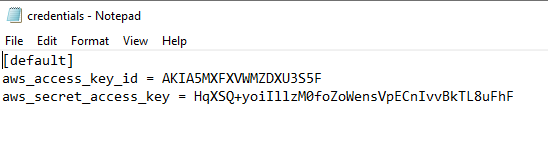 credentials - Notepad
File Edit Format View Help
[default]
aws_access_key_id = AKIA5MXFXVWMZDXU3S5F
aws_secret_access_key = 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